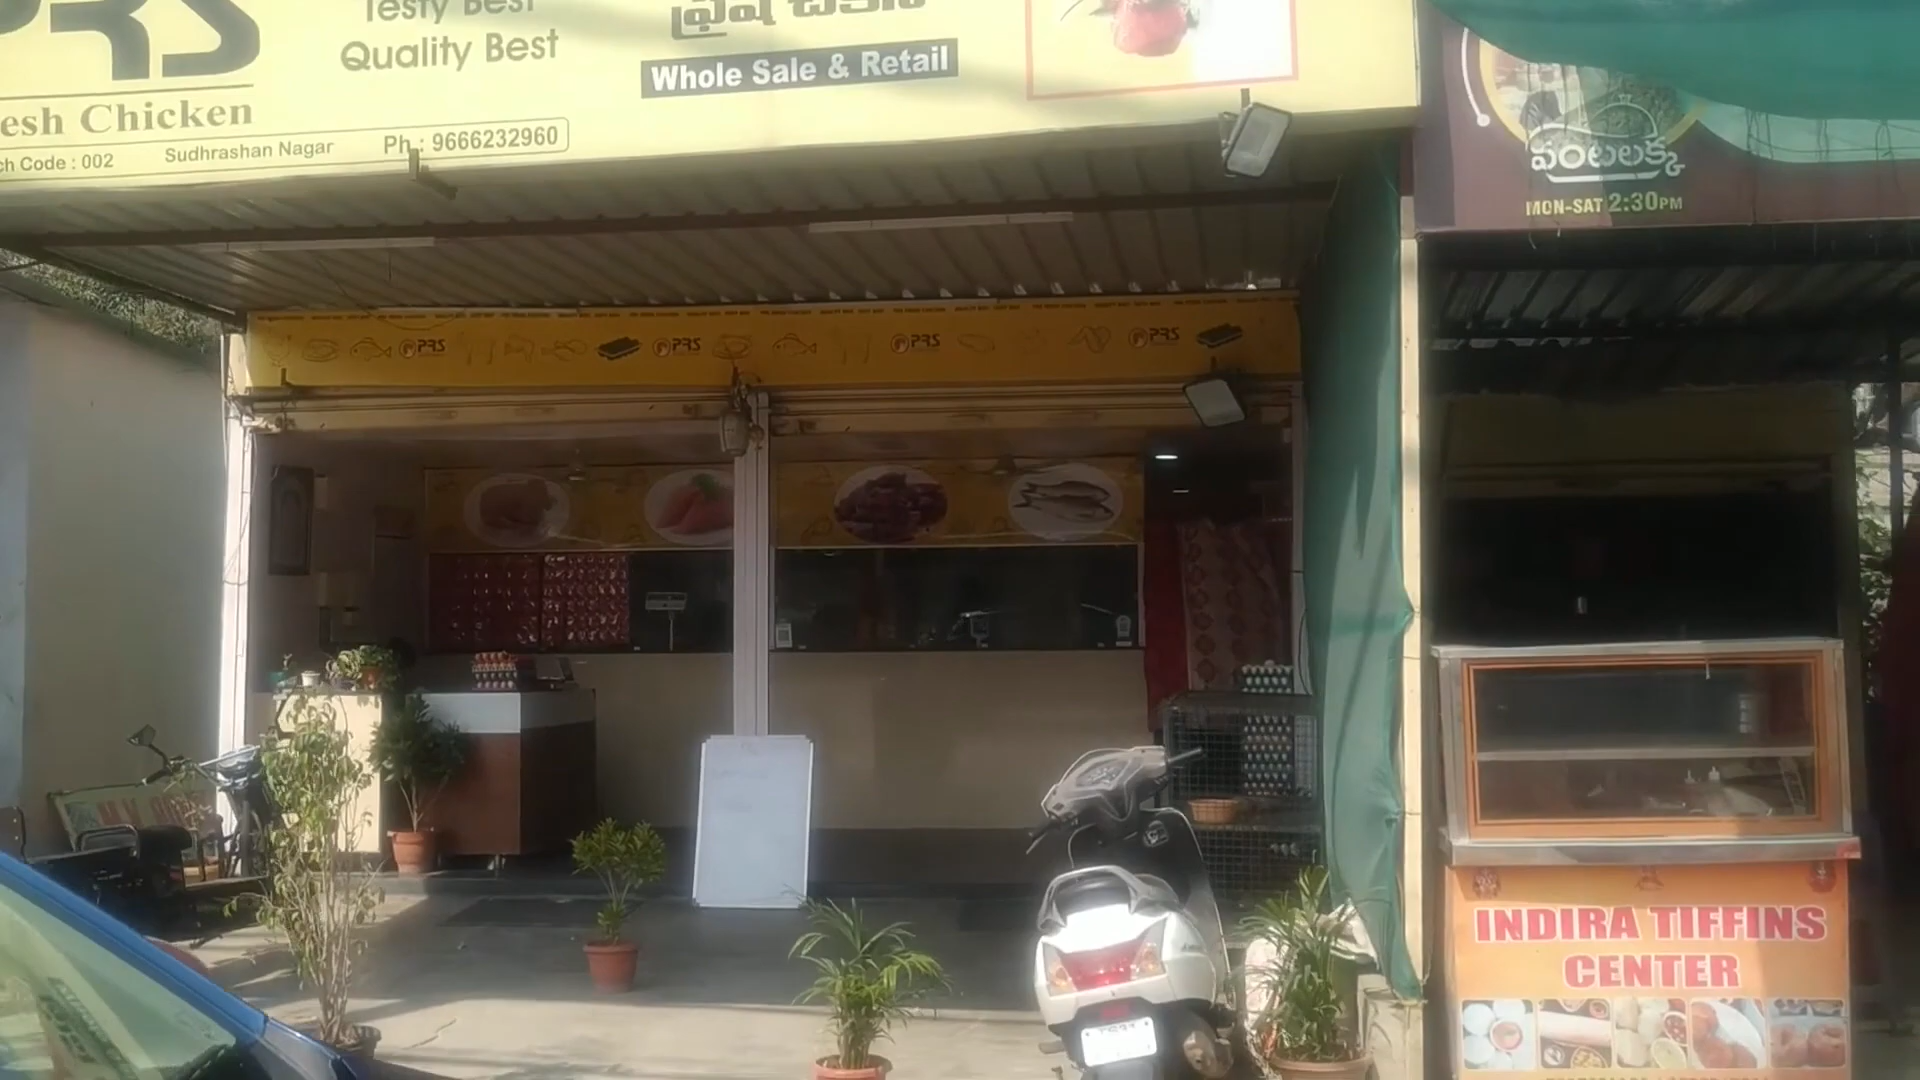 PRS
esh Chicken
ch Code : 002
Sudhrashan Nagar
Ph : 9666232960
Testy Best
Quality Best
ఫ్రెష్ చికెన్
Whole Sale & Retail
వంటలక్క
MON-SAT 2:30PM
PRS
PRS
PRS
PRS
INDIRA TIFFINS
CENTER